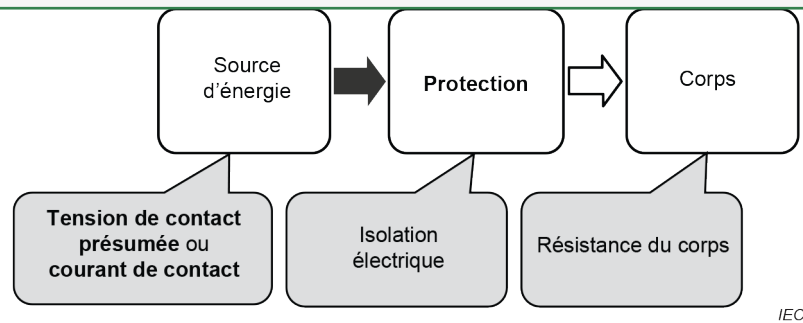 Source
d’énergie
Protection
Corps
Tension de contact
présumée ou
courant de contact
Isolation
électrique
Résistance du corps
IEC